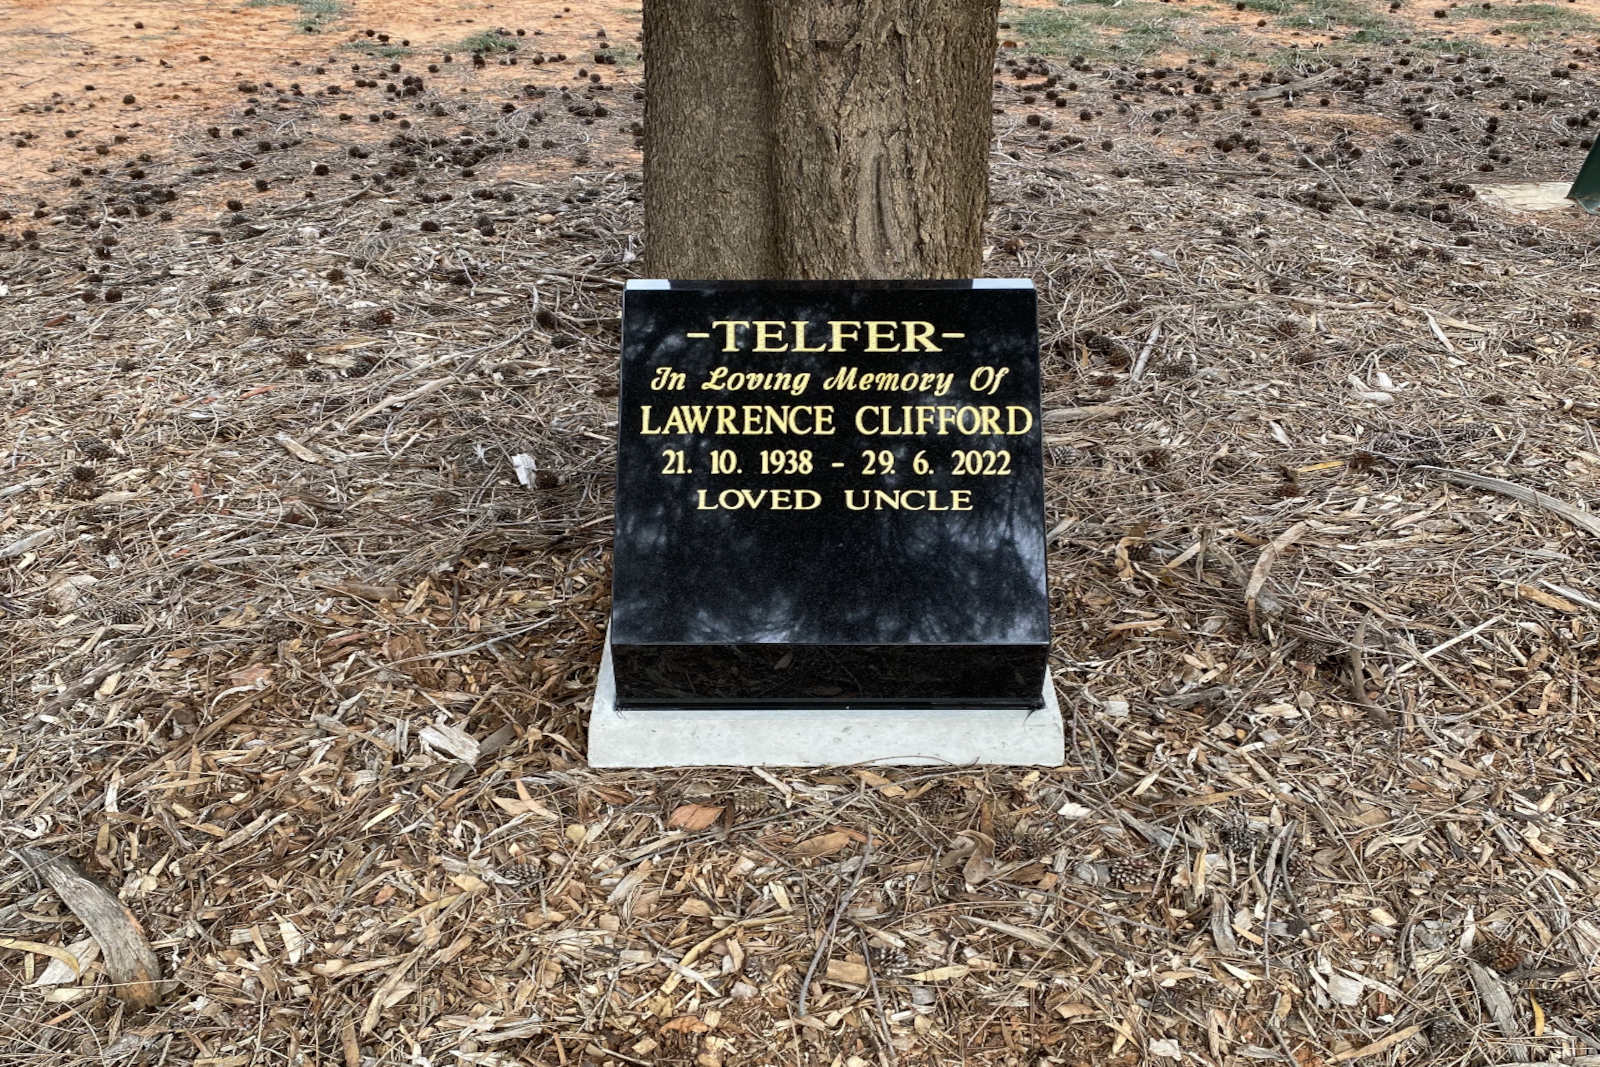 -TELFER-
In Loving Memory Of
LAWRENCE CLIFFORD
21. 10. 1938 - 29. 6. 2022
LOVED UNCLE